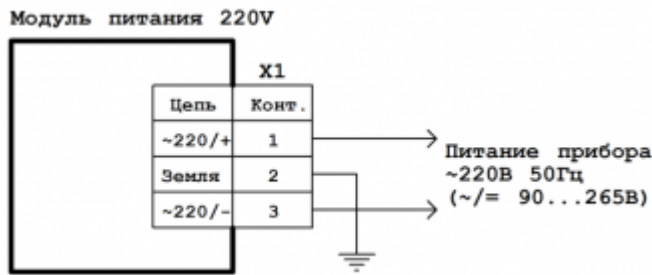 Модуль питания 220V
X1
Цепь Конт.
~220/+ 1
Земля 2
~220/- 3
Питание прибора
~220В 50Гц
(~/= 90...265В)